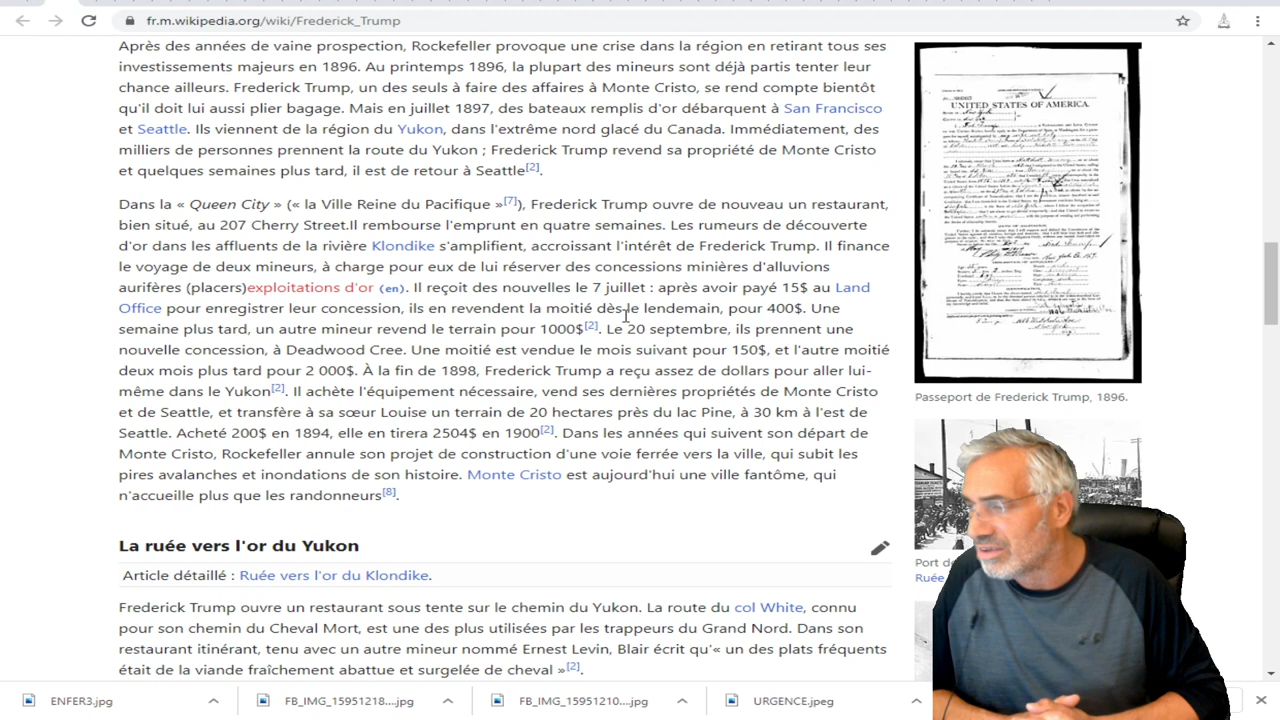 fr.m.wikipedia.org/wiki/Frederick_Trump
Après des années de vaine prospection, Rockefeller provoque une crise dans la région en retirant tous ses
investissements majeurs en 1896. Au printemps 1896, la plupart des mineurs sont déjà partis tenter leur
chance ailleurs. Frederick Trump, un des seuls à faire des affaires à Monte Cristo, se rend compte bientôt
qu'il doit lui aussi plier bagage. Mais en juillet 1897, des bateaux remplis d'or débarquent à San Francisco
et Seattle. Ils viennent de la région du Yukon, dans l'extrême nord glacé du Canada. Immédiatement, des
milliers de personnes partent de du Yukon ; Frederick Trump revend sa propriété de Monte Cristo
et quelques semaines plus tard, il est de retour à Seattle[2].
Dans la « Queen City du Pacifique »[7]), Frederick Trump ouvre de nouveau un restaurant,
bien situé, au 207 Cherry Street.Il rembourse l'emprunt en quatre semaines. Les rumeurs de découverte
d'or dans les affluents de la rivière Klondike s'amplifient, accroissant l'intérêt de Frederick Trump. Il finance
le voyage de deux mineurs, à charge pour eux de lui réserver des concessions minières d'alluvions
aurifères (placers)exploitation (en). Il reçoit des nouvelles le 7 juillet : après avoir payé 15$ au Land
Office pour enregistrer leur terrain, ils en revendent la moitié dès le lendemain, pour 400$. Une
semaine plus tard, un autre mineur revend le terrain pour 1000$[2]. Le 20 septembre, ils prennent une
nouvelle concession, à Deadwood Cree. Une moitié est vendue le mois suivant pour 150$, et l'autre moitié
deux mois plus tard pour 2 000$. À la fin de 1898, Frederick Trump a reçu assez de dollars pour aller lui-
même dans le Yukon[2]. Il achète l'équipement nécessaire, vend ses dernières propriétés de Monte Cristo
et de Seattle, et transfère à sa sœur Louise un terrain de 20 hectares près du lac Pine, à 30 km à l'est de
Seattle. Acheté 200$ en 1894, elle en tirera 2504$ en 1900[2]. Dans les années qui suivent son départ de
Monte Cristo, Rockefeller annule son projet de construction d'une voie ferrée vers la ville, qui subit les
pires avalanches et inondations de son histoire. Monte Cristo est aujourd'hui une ville fantôme, qui
n'accueille plus que les randonneurs[8].
La ruée vers l'or du Yukon
Article détaillé : Ruée vers l'or du Klondike.
Frederick Trump ouvre un restaurant sous tente sur le chemin du Yukon. La route du col White, connu
pour son chemin du Cheval Mort, est une des plus utilisées par les trappeurs du Grand Nord. Dans son
restaurant itinérant, tenu avec un autre mineur nommé Ernest Levin, Blair écrit qu'« un des plats fréquents
était de la viande fraîchement abattue et surgelée de cheval »[2].
UNITED STATES OF AMERICA.
Passeport de Frederick Trump, 1896.
Port de
Ruée
ENFER3.jpg
FB_IMG_15951218....jpg
FB_IMG_15951210....jpg
URGENCE.jpeg